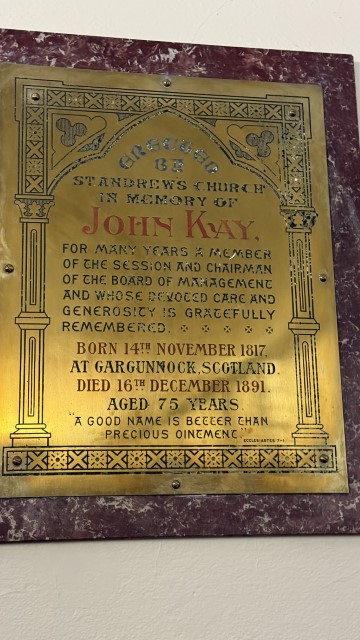 ERECTED
BY
ST ANDREW'S CHURCH
IN MEMORY OF
JOHN KAY,
FOR MANY YEARS A MEMBER
OF THE SESSION AND CHAIRMAN
OF THE BOARD OF MANAGEMENT
AND WHOSE DEVOTED CARE AND
GENEROSITY IS GRATEFULLY
REMEMBERED.
BORN 14TH NOVEMBER 1817,
AT GARGUNNOCK, SCOTLAND.
DIED 16TH DECEMBER 1891.
AGED 75 YEARS.
"A GOOD NAME IS BETTER THAN
PRECIOUS OINTMENT."
ECCLESIASTES 7-1.